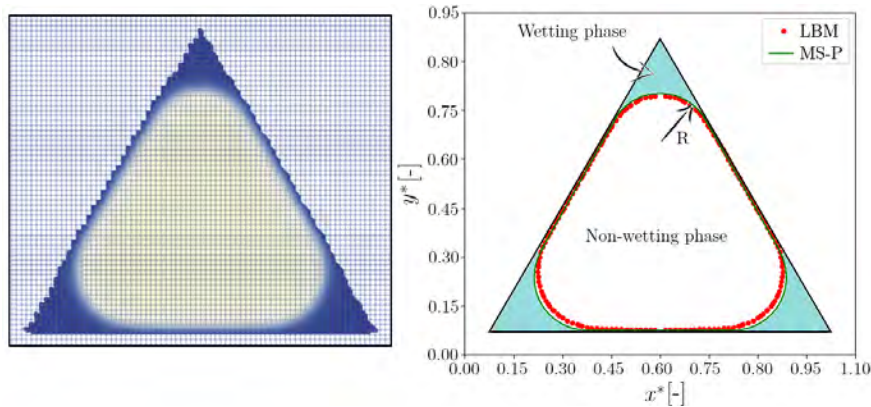 0.95
0.90
0.75
0.60
0.45
0.30
0.15
0.00
y* [-]
Wetting phase
LBM
MS-P
R
Non-wetting phase
0.00 0.15 0.30 0.45 0.60 0.75 0.95 1.10
x* [-]